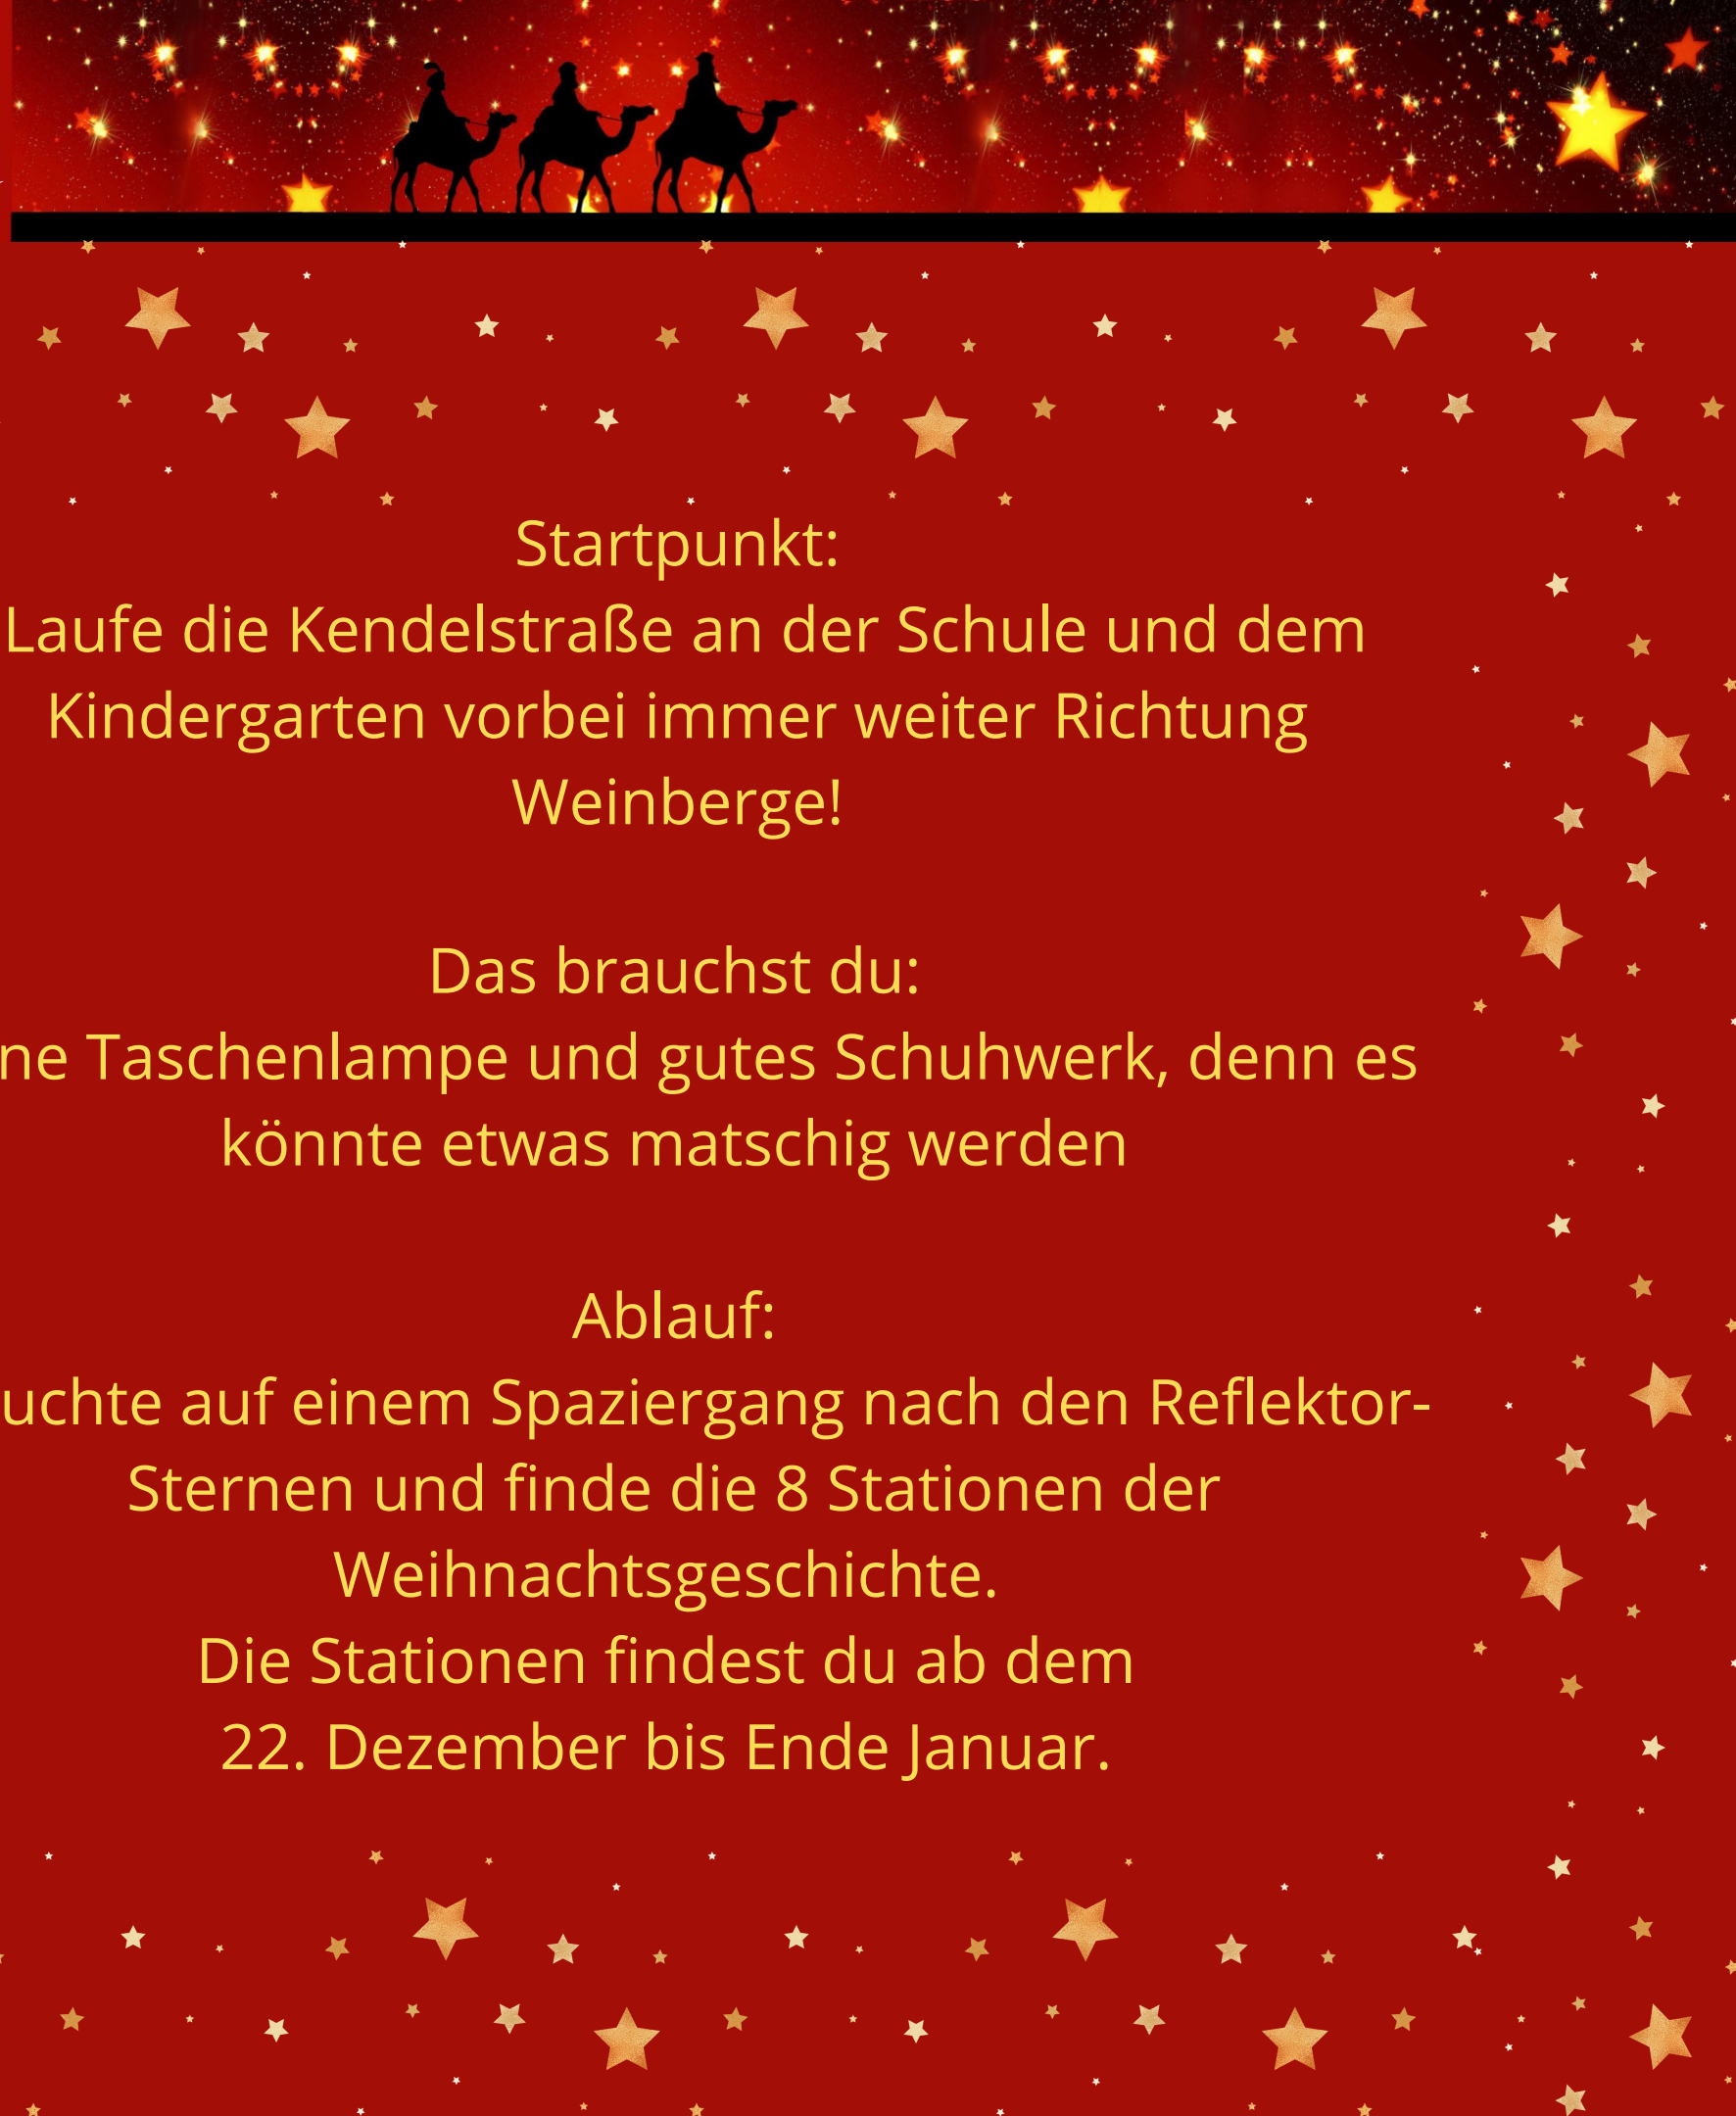 Startpunkt:
Laufe die Kendelstraße an der Schule und dem
Kindergarten vorbei immer weiter Richtung
Weinberge!
Das brauchst du:
ne Taschenlampe und gutes Schuhwerk, denn es
könnte etwas matschig werden
Ablauf:
uchte auf einem Spaziergang nach den Reflektor-
Sternen und finde die 8 Stationen der
Weihnachtsgeschichte.
Die Stationen findest du ab dem
22. Dezember bis Ende Januar.